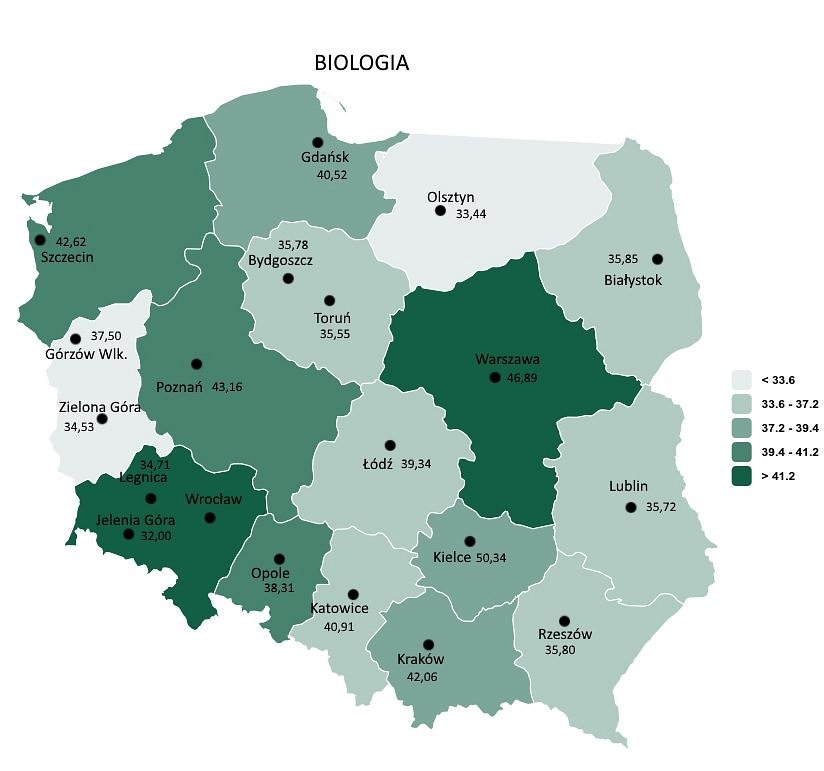 BIOLOGIA
Gdańsk
40,52
Olsztyn
33,44
42,62
Szczecin
35,78
Bydgoszcz
35,85
Białystok
Toruń
35,55
37,50
Górzów Wlk.
Warszawa
46,89
Poznań 43,16
Zielona Góra
34,53
Łódź 39,34
34,71
Legnica
Wrocław
Jelenia Góra
32,00
Lublin
35,72
Kielce 50,34
Opole
38,31
Katowice
40,91
Rzeszów
35,80
Kraków
42,06
< 33.6
33.6 - 37.2
37.2 - 39.4
39.4 - 41.2
> 41.2